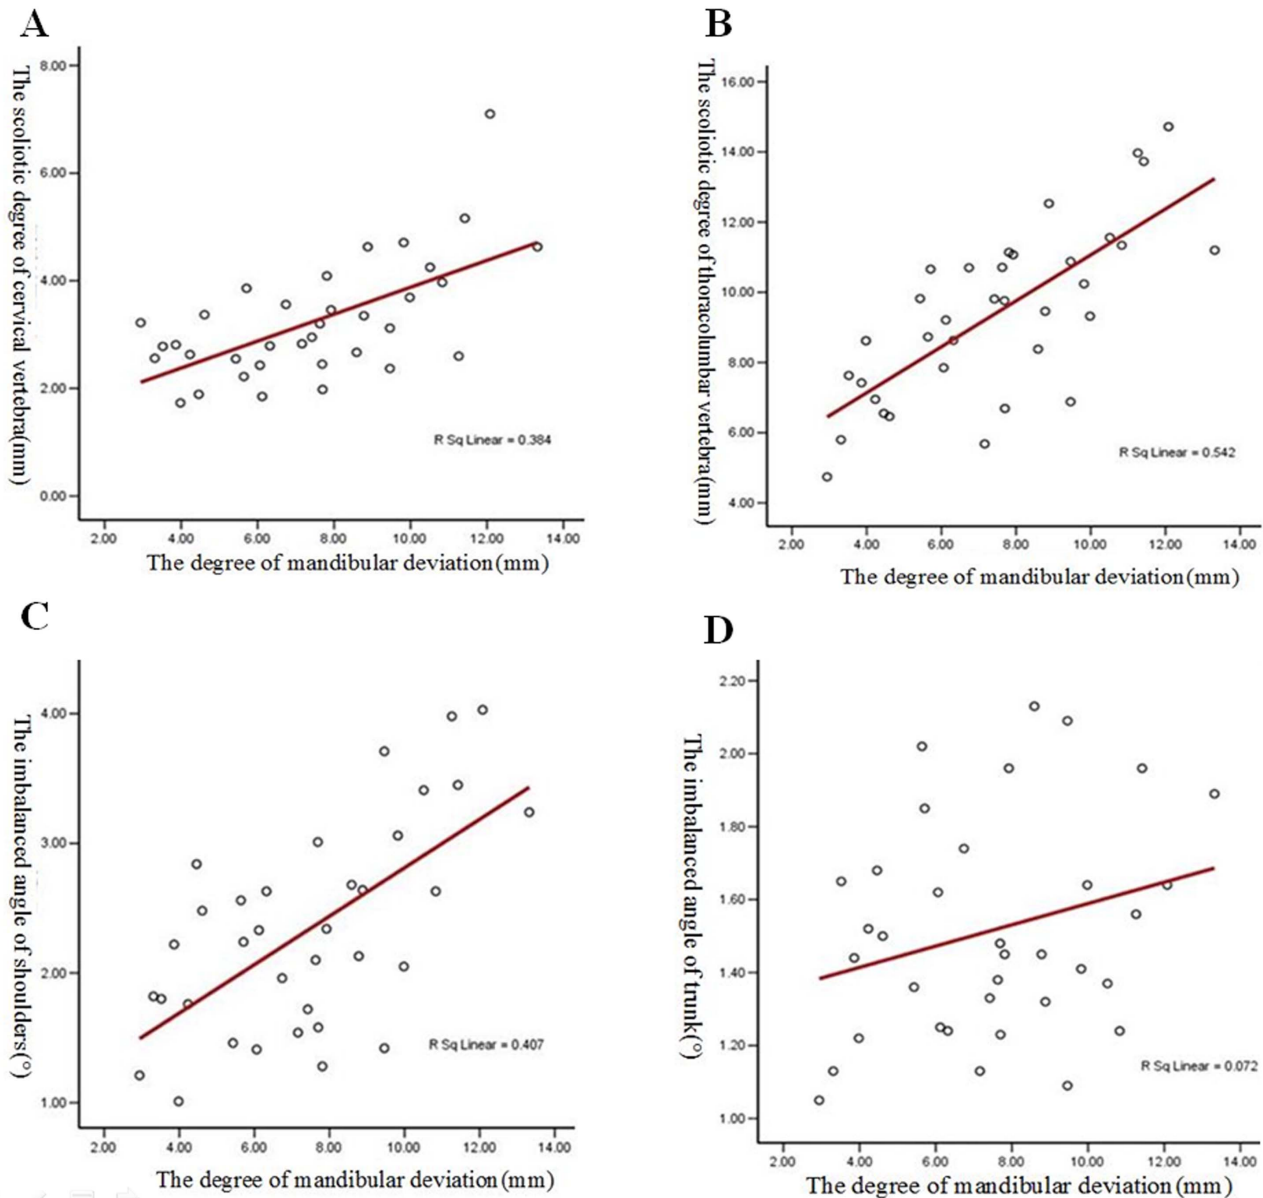 A
The scoliotic degree of cervical vertebra(mm)
8.00
6.00
4.00
2.00
0.00
R Sq Linear = 0.384
2.00 4.00 6.00 8.00 10.00 12.00 14.00
The degree of mandibular deviation(mm)
B
The scoliotic degree of thoracolumbar vertebra(mm)
16.00
14.00
12.00
10.00
8.00
6.00
4.00
R Sq Linear = 0.542
2.00 4.00 6.00 8.00 10.00 12.00 14.00
The degree of mandibular deviation(mm)
C
The imbalanced angle of shoulders(°)
4.00
3.00
2.00
1.00
R Sq Linear = 0.407
2.00 4.00 6.00 8.00 10.00 12.00 14.00
The degree of mandibular deviation(mm)
D
The imbalanced angle of trunk(°)
2.20
2.00
1.80
1.60
1.40
1.20
1.00
R Sq Linear = 0.072
2.00 4.00 6.00 8.00 10.00 12.00 14.00
The degree of mandibular deviation(mm)